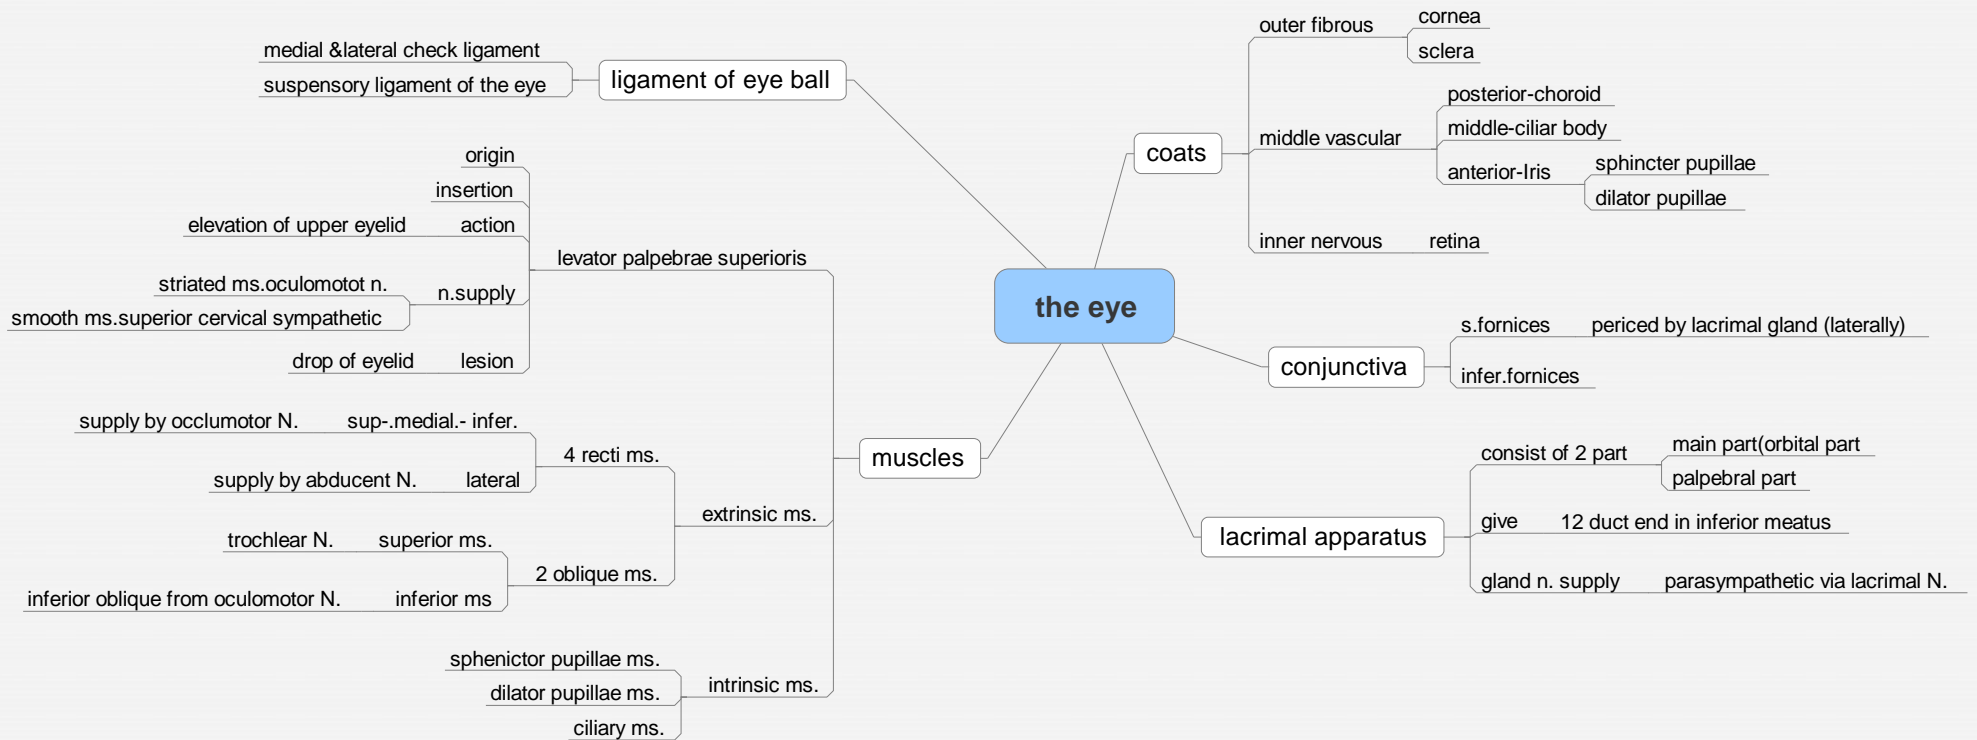 the eye
ligament of eye ball
medial &lateral check ligament
suspensory ligament of the eye
muscles
levator palpebrae superioris
origin
insertion
action
elevation of upper eyelid
n.supply
striated ms.oculomotot n.
smooth ms.superior cervical sympathetic
lesion
drop of eyelid
extrinsic ms.
4 recti ms.
sup-.medial.- infer.
supply by occlumotor N.
lateral
supply by abducent N.
2 oblique ms.
superior ms.
trochlear N.
inferior ms
inferior oblique from oculomotor N.
intrinsic ms.
sphenictor pupillae ms.
dilator pupillae ms.
ciliary ms.
coats
outer fibrous
cornea
sclera
middle vascular
posterior-choroid
middle-ciliar body
anterior-Iris
sphincter pupillae
dilator pupillae
inner nervous
retina
conjunctiva
s.fornices
periced by lacrimal gland (laterally)
infer.fornices
lacrimal apparatus
consist of 2 part
main part(orbital part
palpebral part
give
12 duct end in inferior meatus
gland n. supply
parasympathetic via lacrimal N.